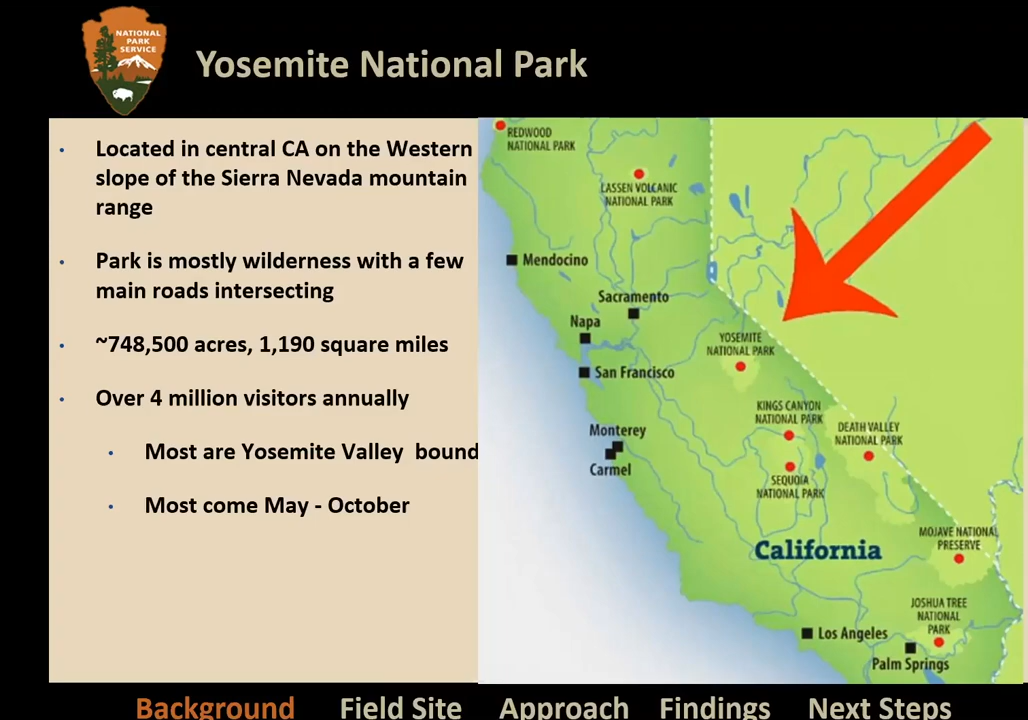 NATIONAL
PARK
SERVICE
Yosemite National Park
Located in central CA on the Western
slope of the Sierra Nevada mountain
range
Park is mostly wilderness with a few
main roads intersecting
~748,500 acres, 1,190 square miles
Over 4 million visitors annually
Most are Yosemite Valley  bound
Most come May - October
REDWOOD
NATIONAL PARK
LASSEN VOLCANIC
NATIONAL PARK
Mendocino
Sacramento
Napa
YOSEMITE
NATIONAL PARK
San Francisco
KINGS CANYON
NATIONAL PARK
Monterey
DEATH VALLEY
NATIONAL PARK
Carmel
SEQUOIA
NATIONAL PARK
MOJAVE NATIONAL
PRESERVE
California
JOSHUA TREE
NATIONAL
PARK
Los Angeles
Palm Springs
Background
Field Site
Approach
Findings
Next Steps